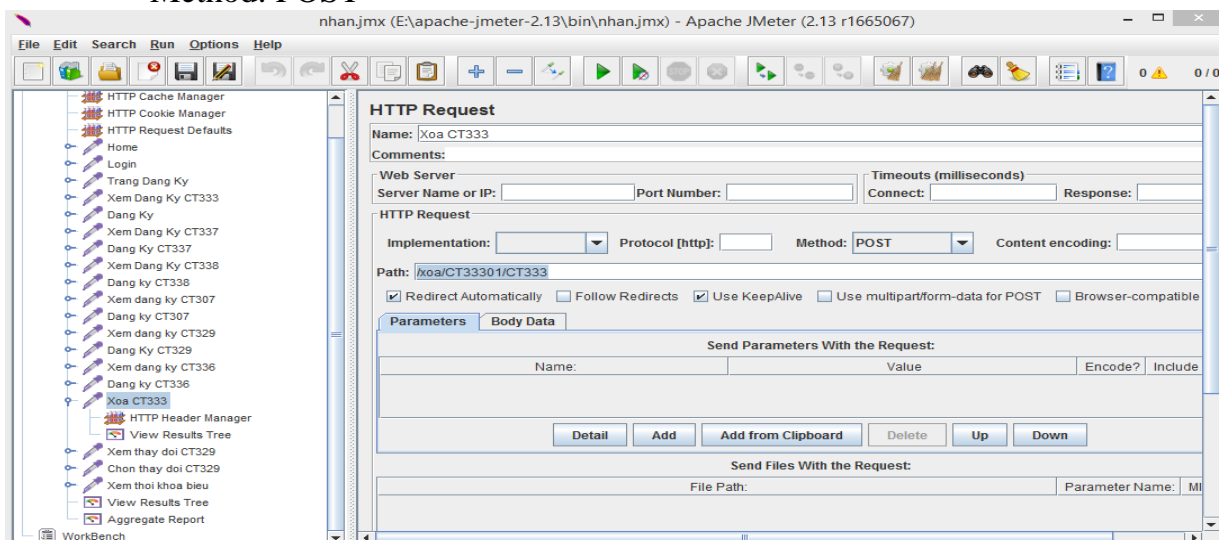 Method: POST
nhan.jmx (E:\apache-jmeter-2.13\bin\nhan.jmx) - Apache JMeter (2.13 r1665067)
File Edit Search Run Options Help
STOP
0 0/0
HTTP Cache Manager
HTTP Cookie Manager
HTTP Request Defaults
Home
Login
Trang Dang Ky
Xem Dang Ky CT333
Dang Ky
Xem Dang Ky CT337
Dang Ky CT337
Xem Dang Ky CT338
Dang ky CT338
Xem dang ky CT307
Dang ky CT307
Xem dang ky CT329
Dang Ky CT329
Xem dang ky CT336
Dang ky CT336
Xoa CT333
HTTP Header Manager
View Results Tree
Xem thay doi CT329
Chon thay doi CT329
Xem thoi khoa bieu
View Results Tree
Aggregate Report
WorkBench
HTTP Request
Name: Xoa CT333
Comments:
Web Server
Timeouts (milliseconds)
Server Name or IP: Port Number: Connect: Response:
HTTP Request
Implementation: Protocol [http]: Method: POST Content encoding:
Path: /xoa/CT33301/CT333
Redirect Automatically Follow Redirects Use KeepAlive Use multipart/form-data for POST Browser-compatible
Parameters Body Data
Send Parameters With the Request:
Name: Value Encode? Include
Detail Add Add from Clipboard Delete Up Down
Send Files With the Request:
File Path: Parameter Name: MI